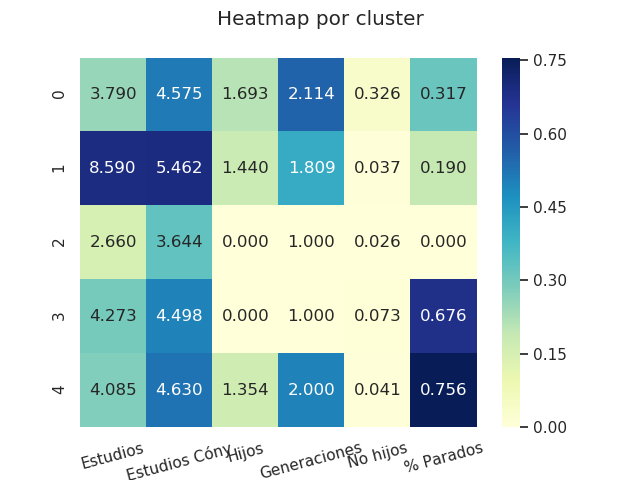 Heatmap por cluster
0 3.790 4.575 1.693 2.114 0.326 0.317
1 8.590 5.462 1.440 1.809 0.037 0.190
2 2.660 3.644 0.000 1.000 0.026 0.000
3 4.273 4.498 0.000 1.000 0.073 0.676
4 4.085 4.630 1.354 2.000 0.041 0.756
Estudios Estudios Cóny. Hijos Generaciones No hijos % Parados
0.75
0.60
0.45
0.30
0.15
0.00